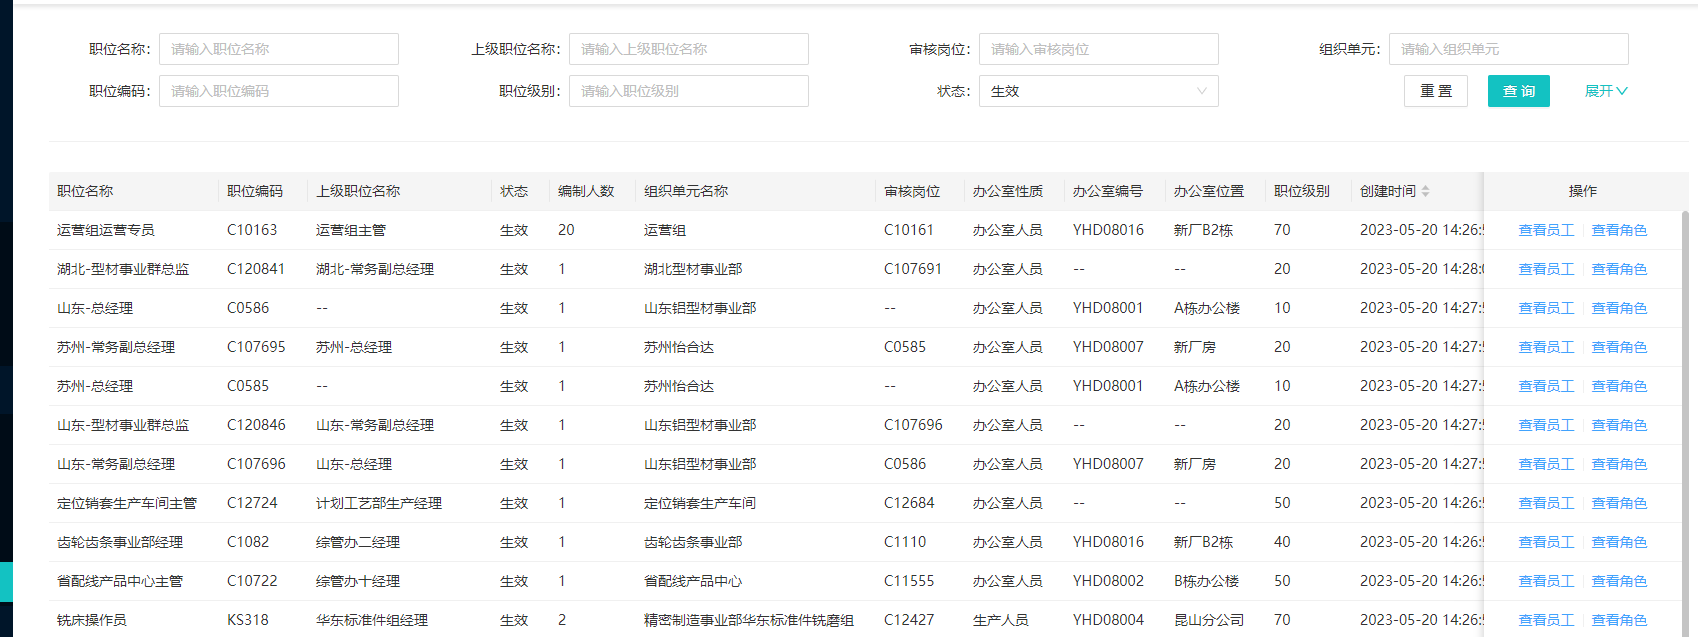 职位名称: 请输入职位名称 上级职位名称: 请输入上级职位名称 审核岗位: 请输入审核岗位 组织单元: 请输入组织单元
职位编码: 请输入职位编码 职位级别: 请输入职位级别 状态: 生效 重 置 查 询 展开
职位名称 职位编码 上级职位名称 状态 编制人数 组织单元名称 审核岗位 办公室性质 办公室编号 办公室位置 职位级别 创建时间 操作
运营组运营专员 C10163 运营组主管 生效 20 运营组 C10161 办公室人员 YHD08016 新厂B2栋 70 2023-05-20 14:26: 查看员工 查看角色
湖北-型材事业群总监 C120841 湖北-常务副总经理 生效 1 湖北型材事业部 C107691 办公室人员 -- -- 20 2023-05-20 14:28: 查看员工 查看角色
山东-总经理 C0586 -- 生效 1 山东铝型材事业部 -- 办公室人员 YHD08001 A栋办公楼 10 2023-05-20 14:27: 查看员工 查看角色
苏州-常务副总经理 C107695 苏州-总经理 生效 1 苏州怡合达 C0585 办公室人员 YHD08007 新厂房 20 2023-05-20 14:27: 查看员工 查看角色
苏州-总经理 C0585 -- 生效 1 苏州怡合达 -- 办公室人员 YHD08001 A栋办公楼 10 2023-05-20 14:27: 查看员工 查看角色
山东-型材事业群总监 C120846 山东-常务副总经理 生效 1 山东铝型材事业部 C107696 办公室人员 -- -- 20 2023-05-20 14:27: 查看员工 查看角色
山东-常务副总经理 C107696 山东-总经理 生效 1 山东铝型材事业部 C0586 办公室人员 YHD08007 新厂房 20 2023-05-20 14:27: 查看员工 查看角色
定位销套生产车间主管 C12724 计划工艺部生产经理 生效 1 定位销套生产车间 C12684 办公室人员 -- -- 50 2023-05-20 14:26: 查看员工 查看角色
齿轮齿条事业部经理 C1082 综管办二经理 生效 1 齿轮齿条事业部 C1110 办公室人员 YHD08016 新厂B2栋 40 2023-05-20 14:26: 查看员工 查看角色
省配线产品中心主管 C10722 综管办十经理 生效 1 省配线产品中心 C11555 办公室人员 YHD08002 B栋办公楼 50 2023-05-20 14:26: 查看员工 查看角色
铣床操作员 KS318 华东标准件组经理 生效 2 精密制造事业部华东标准件铣磨组 C12427 生产人员 YHD08004 昆山分公司 70 2023-05-20 14:26: 查看员工 查看角色